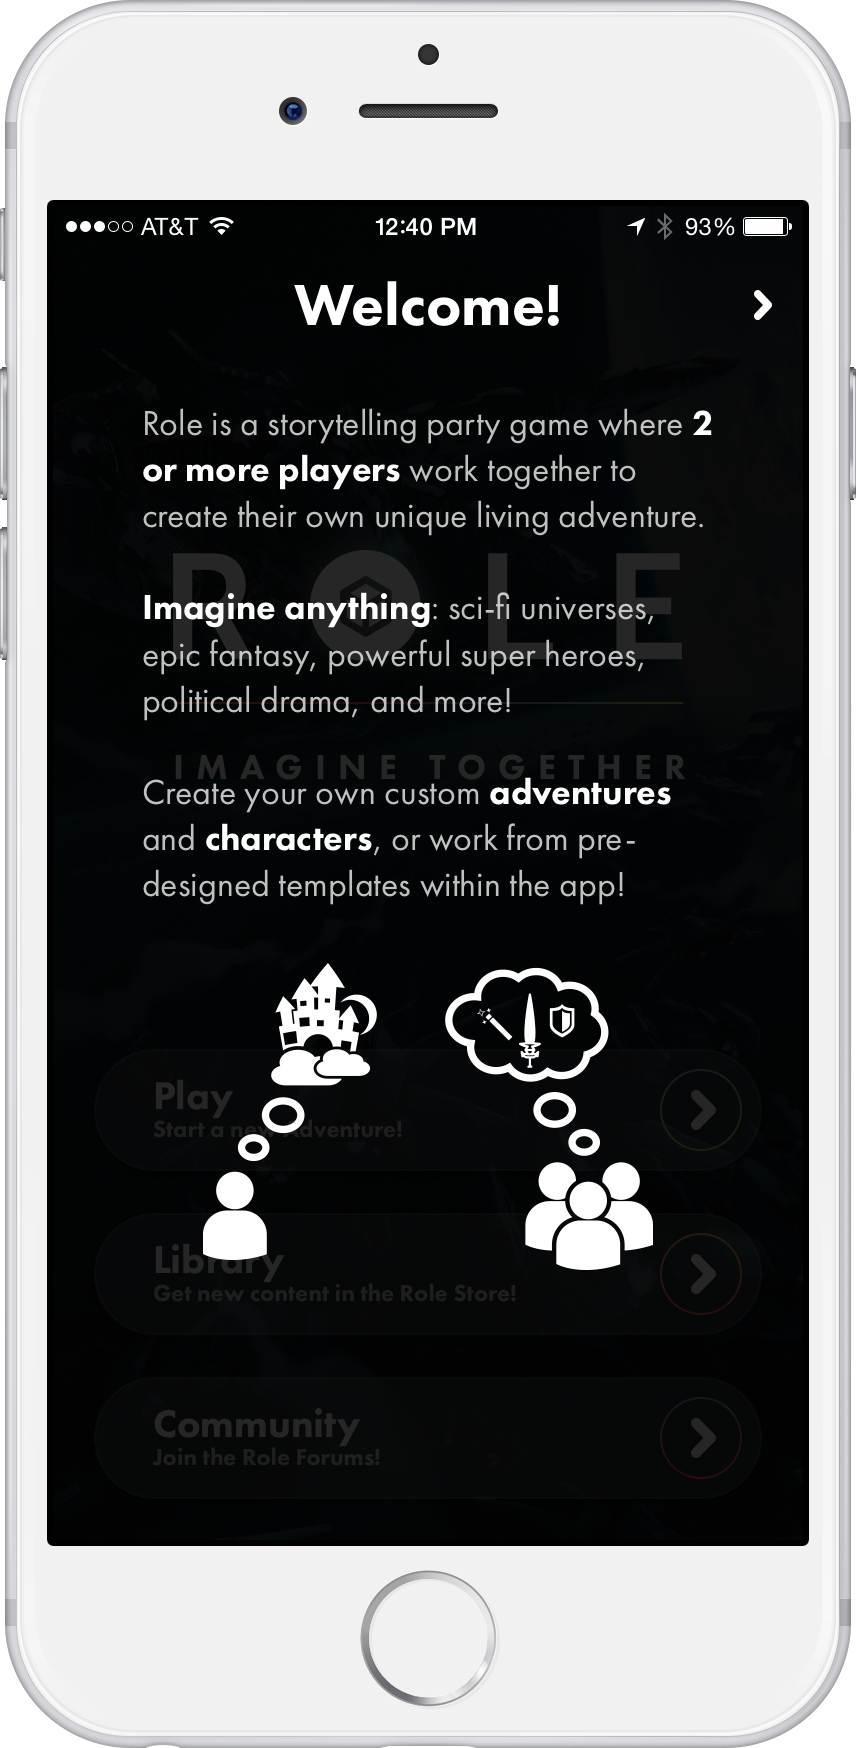 AT&T 12:40 PM 93%
Welcome!
Role is a storytelling party game where 2
or more players work together to
create their own unique living adventure.
ROLE
Imagine anything: sci-fi universes,
epic fantasy, powerful super heroes,
political drama, and more!
IMAGINE TOGETHER
Create your own custom adventures
and characters, or work from pre-
designed templates within the app!
Play
Start a new Adventure!
Library
Get new content in the Role Store!
Community
Join the Role Forums!